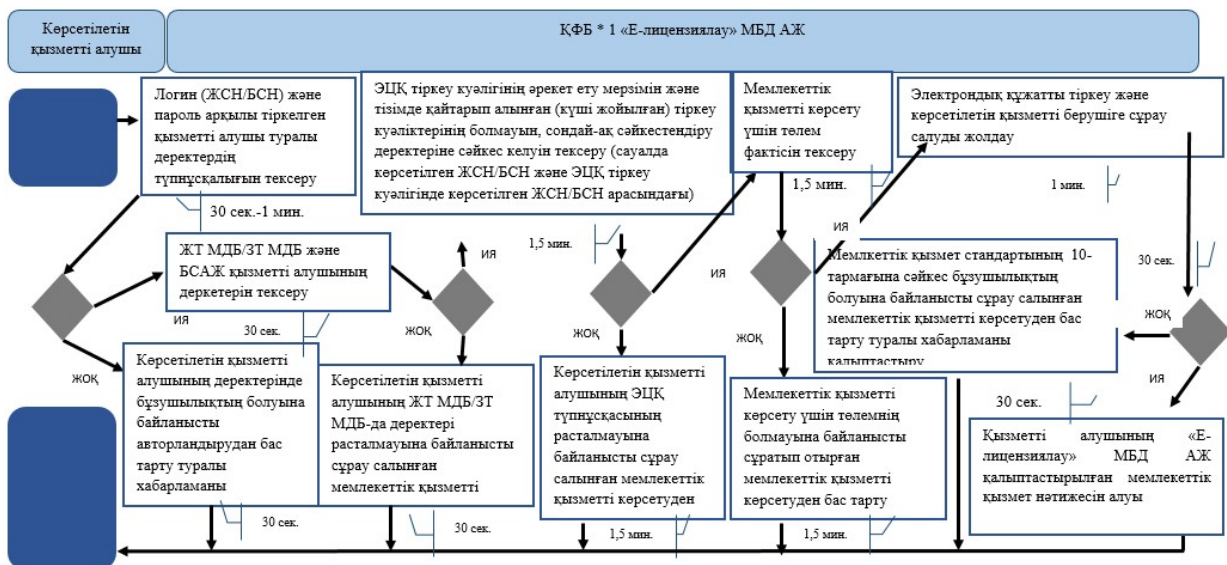 Көрсетілетін
қызметті алушы
ҚФБ * 1 «Е-лицензиялау» МБД АЖ
Логин (ЖСН/БСН) және
пароль арқылы тіркелген
қызметті алушы туралы
деректердің
түпнұсқалығын тексеру
30 сек.-1 мин.
ЭЦҚ тіркеу куәлігінің әрекет ету мерзімін және
тізімде қайтарып алынған (күші жойылған) тіркеу
куәліктерінің болмауын, сондай-ақ сәйкестендіру
деректеріне сәйкес келуін тексеру (сауалда
көрсетілген ЖСН/БСН және ЭЦҚ тіркеу
куәлігінде көрсетілген ЖСН/БСН арасындағы)
1,5 мин.
Мемлекеттік
қызметті көрсету
үшін төлем
фактісін тексеру
1,5 мин.
Электрондық құжатты тіркеу және
көрсетілетін қызметті берушіге сұрау
салуды жолдау
1 мин.
ЖТ МДБ/ЗТ МДБ және
БСАЖ қызметті алушының
деркетерін тексеру
30 сек.
ия
ия
ия
ия
Мемлкеттік қызмет стандартының 10-
тармағына сәйкес бұзушылықтың
болуына байланысты сұрау салынған
мемлекеттік қызметті көрсетуден бас
тарту туралы хабарламаны
қалыптастыру
30 сек.
30 сек.
жоқ
жоқ
жоқ
жоқ
жоқ
ия
Көрсетілетін қызметті
алушының деректерінде
бұзушылықтың болуына
байланысты
авторландырудан бас
тарту туралы
хабарламаны
30 сек.
Көрсетілетін қызметті
алушының ЖТ МДБ/ЗТ
МДБ-да деректері
расталмауына байланысты
сұрау салынған
мемлекеттік қызметті
30 сек.
Көрсетілетін қызметті
алушының ЭЦҚ
түпнұсқасының
расталмауына
байланысты сұрау
салынған мемлекеттік
қызметті көрсетуден
1,5 мин.
Мемлекеттік қызметті
көрсету үшін төлемнің
болмауына байланысты
сұратып отырған
мемлекеттік қызметті
көрсетуден бас тарту
1,5 мин.
Қызметті алушының «Е-
лицензиялау» МБД АЖ
қалыптастырылған мемлекеттік
қызмет нәтижесін алуы